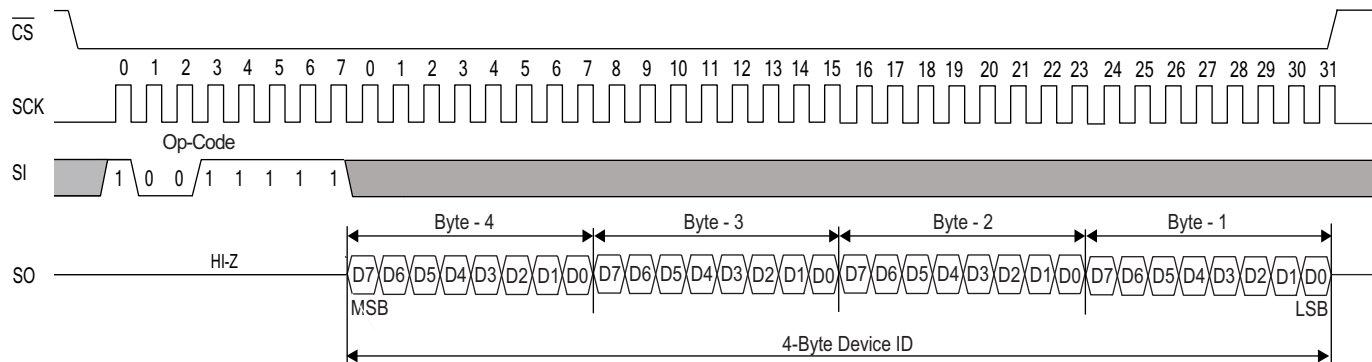 CS
0 1 2 3 4 5 6 7 0 1 2 3 4 5 6 7 8 9 10 11 12 13 14 15 16 17 18 19 20 21 22 23 24 25 26 27 28 29 30 31
SCK
Op-Code
SI 1 0 0 1 1 1 1 1
Byte - 4 Byte - 3 Byte - 2 Byte - 1
HI-Z
SO D7 D6 D5 D4 D3 D2 D1 D0 D7 D6 D5 D4 D3 D2 D1 D0 D7 D6 D5 D4 D3 D2 D1 D0 D7 D6 D5 D4 D3 D2 D1 D0
MSB LSB
4-Byte Device ID